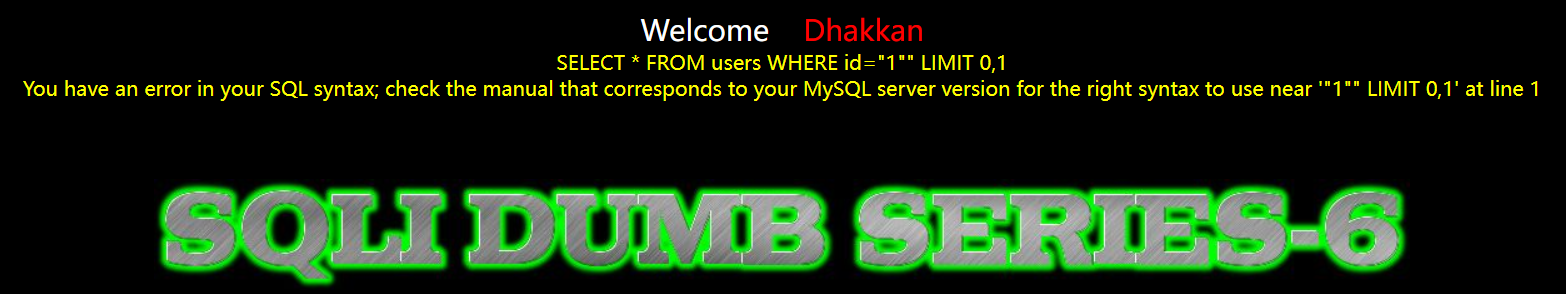 Welcome Dhakkan
SELECT * FROM users WHERE id="1"" LIMIT 0,1
You have an error in your SQL syntax; check the manual that corresponds to your MySQL server version for the right syntax to use near '"1"" LIMIT 0,1' at line 1
SQLI DUMB SERIES-6